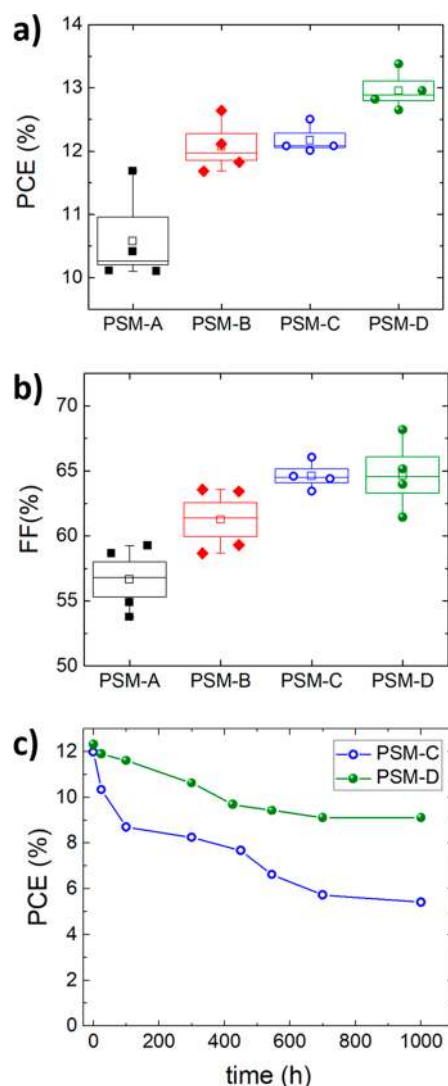 a)
PCE (%)
13
12
11
10
PSM-A PSM-B PSM-C PSM-D
b)
FF(%)
70
65
60
55
50
PSM-A PSM-B PSM-C PSM-D
c)
PCE (%)
12
10
8
6
4
2
0
PSM-C
PSM-D
0 200 400 600 800 1000
time (h)